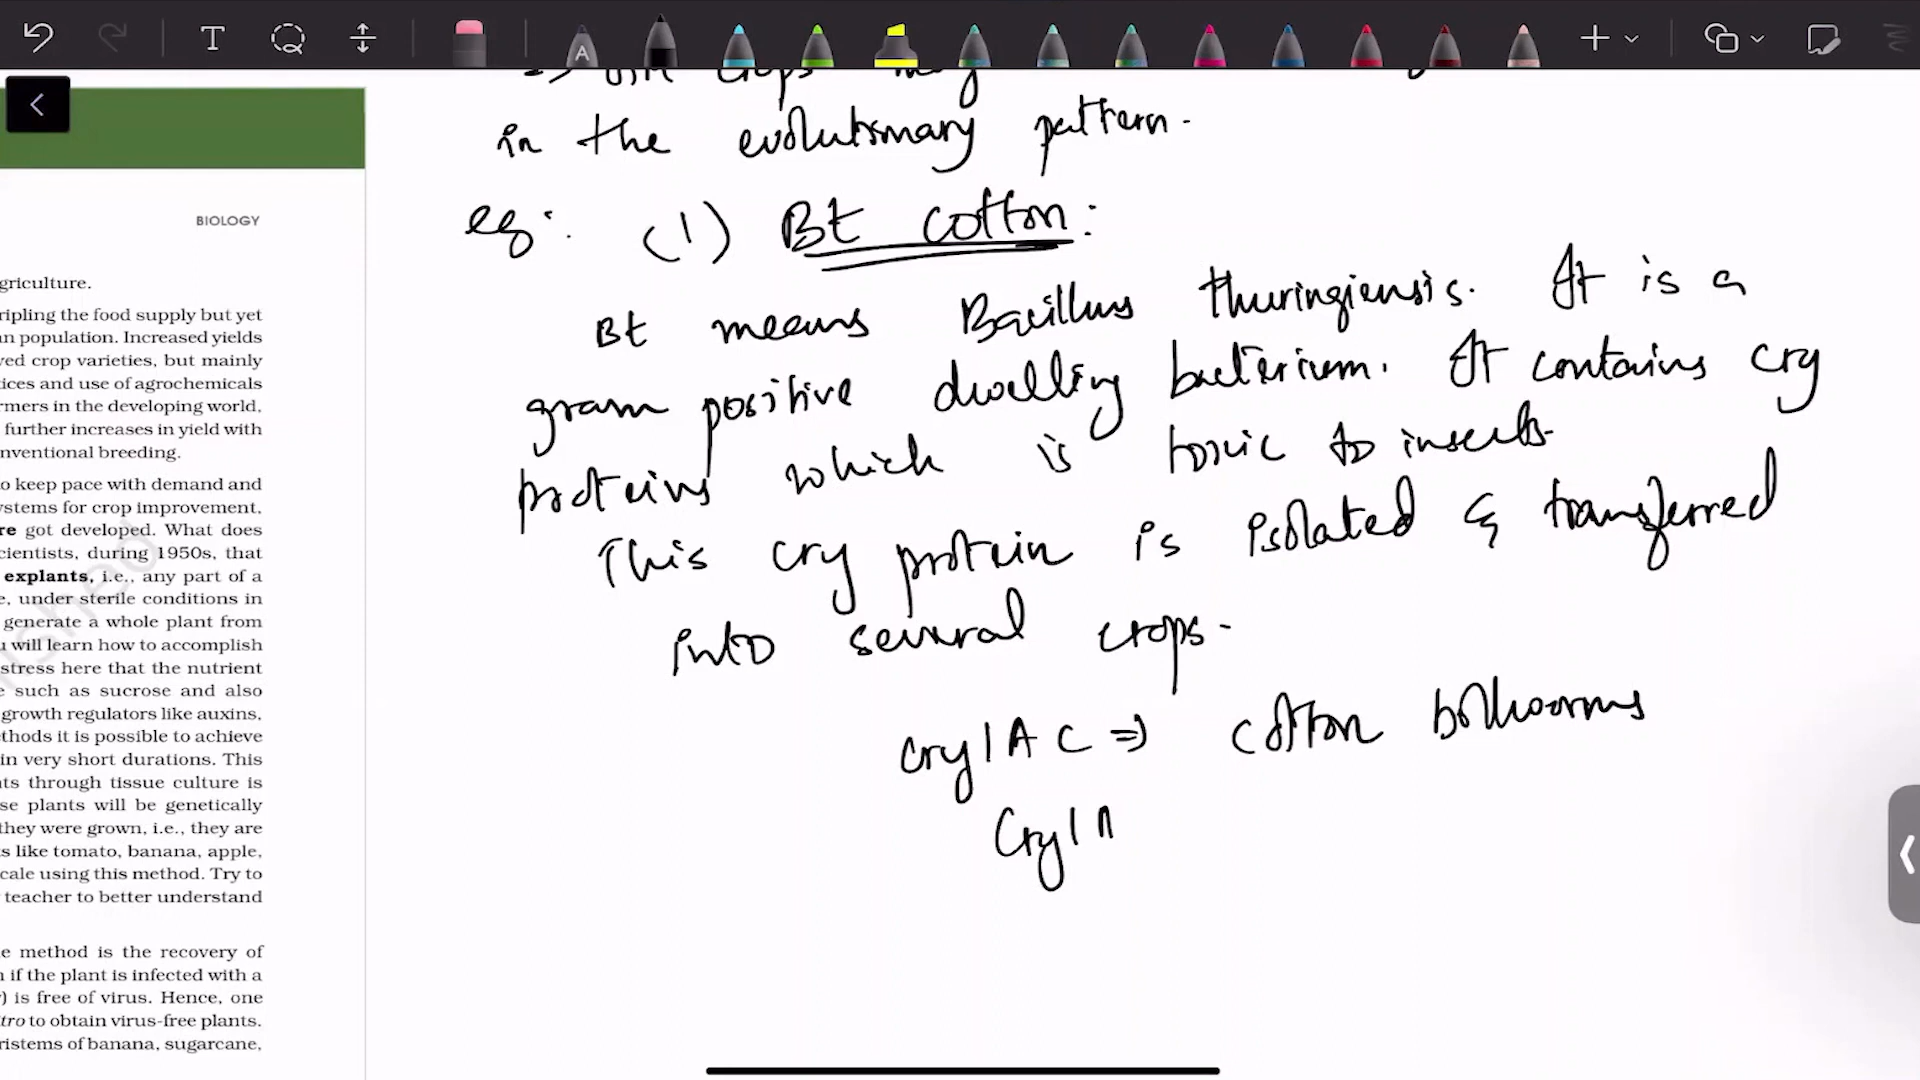 T
A
in the evolutionary pattern.
BIOLOGY
eg: (1) Bt cotton:
griculture.
ripling the food supply but yet
an population. Increased yields
ved crop varieties, but mainly
tices and use of agrochemicals
rmers in the developing world,
further increases in yield with
nventional breeding.
o keep pace with demand and
ystems for crop improvement,
re got developed. What does
cientists, during 1950s, that
explants, i.e., any part of a
e, under sterile conditions in
generate a whole plant from
u will learn how to accomplish
stress here that the nutrient
e such as sucrose and also
growth regulators like auxins,
ethods it is possible to achieve
in very short durations. This
nts through tissue culture is
se plants will be genetically
they were grown, i.e., they are
s like tomato, banana, apple,
cale using this method. Try to
teacher to better understand
e method is the recovery of
n if the plant is infected with a
) is free of virus. Hence, one
itro to obtain virus-free plants.
ristems of banana, sugarcane,
Bt means Bacillus thuringiensis. It is a
gram positive dwelling bacterium. It contains cry
proteins which is toxic to insects.
This cry protein is isolated & transferred
into several crops.
cry1 A C ⇒ cotton bollworms
Cry1 A